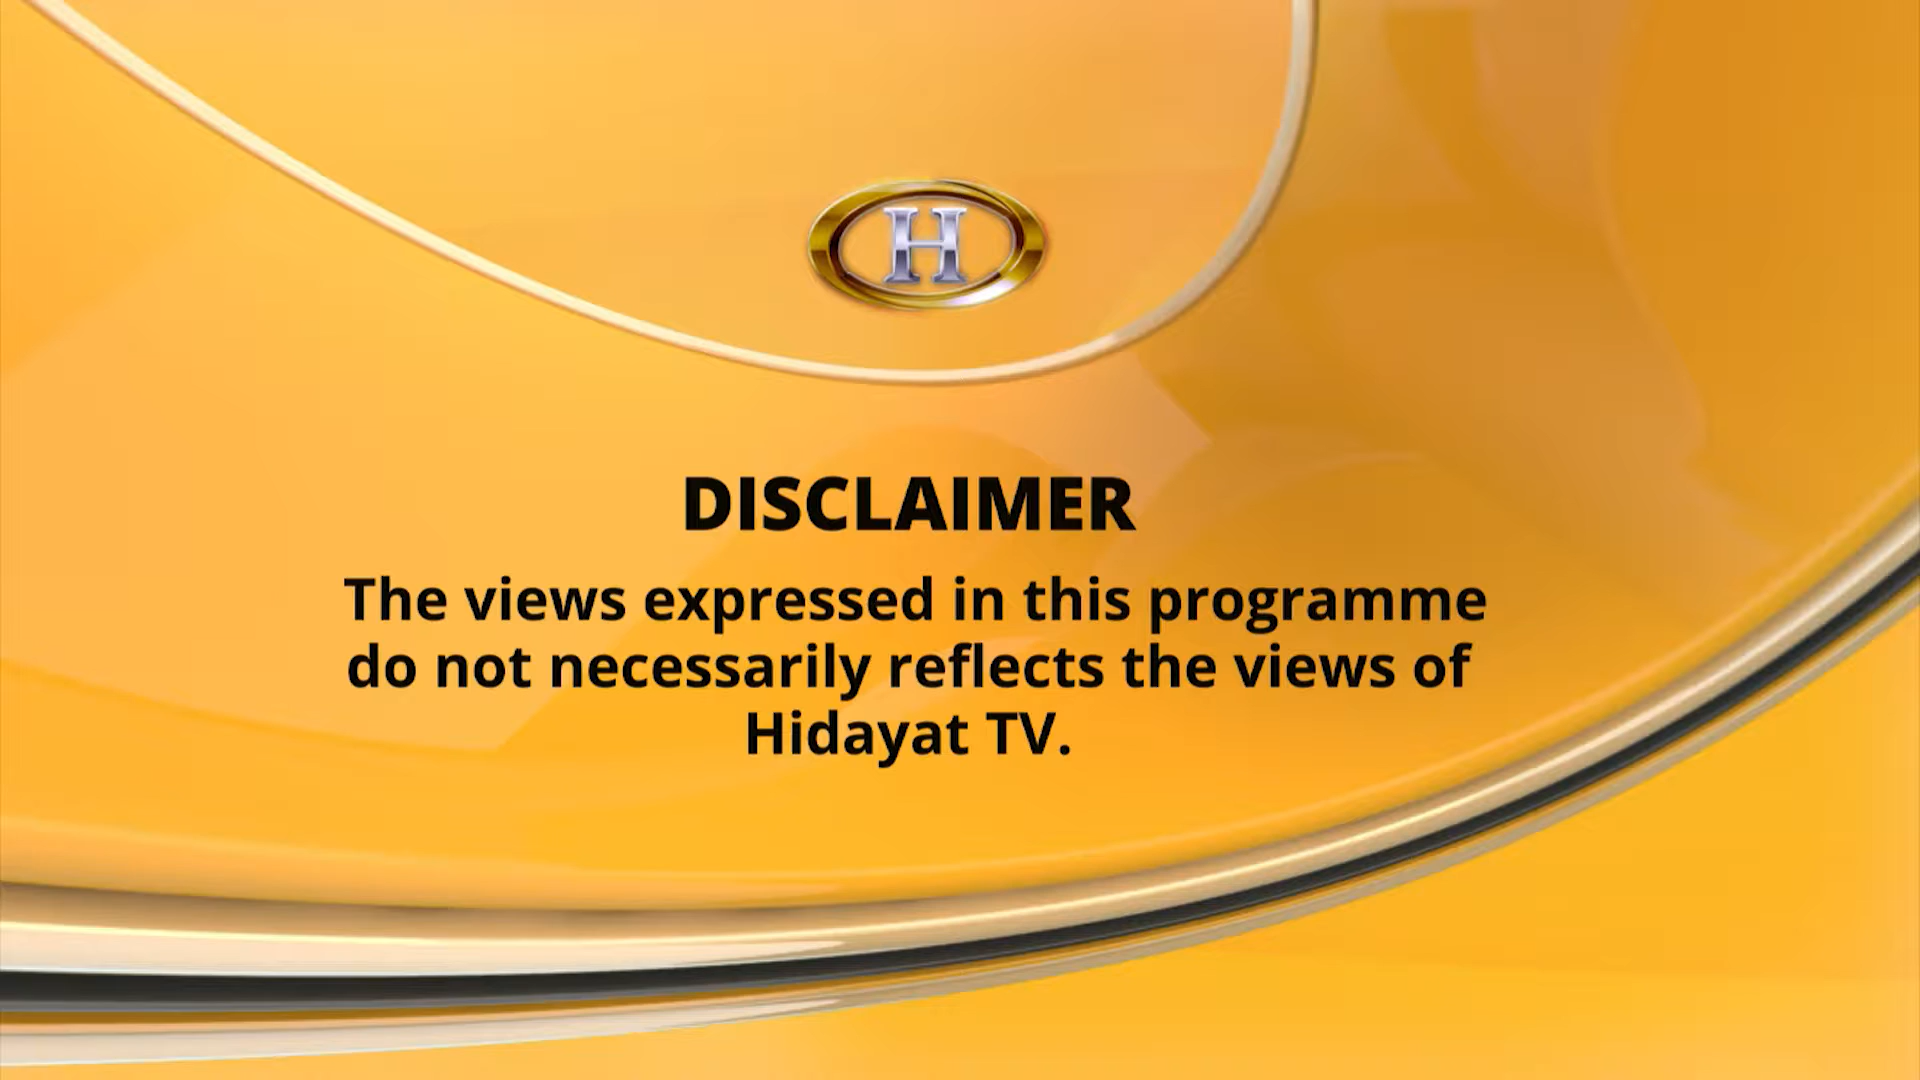 H
DISCLAIMER
The views expressed in this programme
do not necessarily reflects the views of
Hidayat TV.